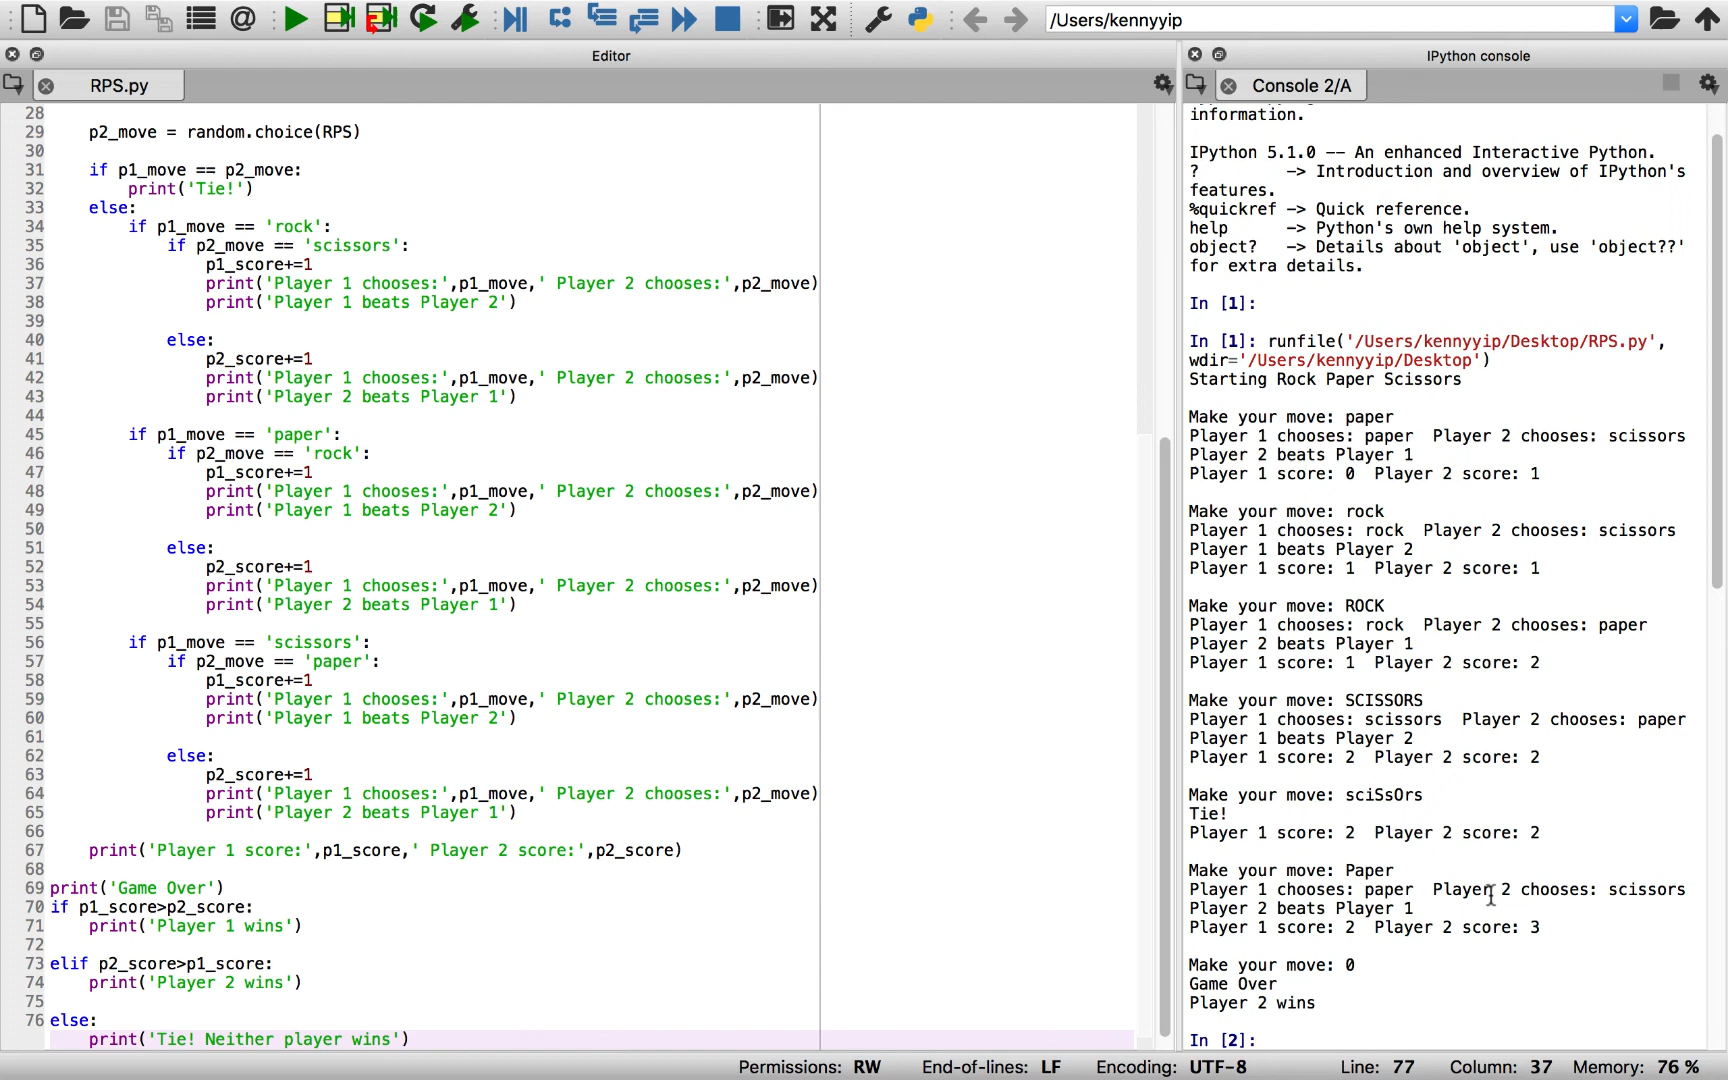 /Users/kennyyip
Editor
RPS.py
28
29 p2_move = random.choice(RPS)
30
31 if p1_move == p2_move:
32 print('Tie!')
33 else:
34 if p1_move == 'rock':
35 if p2_move == 'scissors':
36 p1_score+=1
37 print('Player 1 chooses:',p1_move,' Player 2 chooses:',p2_move)
38 print('Player 1 beats Player 2')
39
40 else:
41 p2_score+=1
42 print('Player 1 chooses:',p1_move,' Player 2 chooses:',p2_move)
43 print('Player 2 beats Player 1')
44
45 if p1_move == 'paper':
46 if p2_move == 'rock':
47 p1_score+=1
48 print('Player 1 chooses:',p1_move,' Player 2 chooses:',p2_move)
49 print('Player 1 beats Player 2')
50
51 else:
52 p2_score+=1
53 print('Player 1 chooses:',p1_move,' Player 2 chooses:',p2_move)
54 print('Player 2 beats Player 1')
55
56 if p1_move == 'scissors':
57 if p2_move == 'paper':
58 p1_score+=1
59 print('Player 1 chooses:',p1_move,' Player 2 chooses:',p2_move)
60 print('Player 1 beats Player 2')
61
62 else:
63 p2_score+=1
64 print('Player 1 chooses:',p1_move,' Player 2 chooses:',p2_move)
65 print('Player 2 beats Player 1')
66
67 print('Player 1 score:',p1_score,' Player 2 score:',p2_score)
68
69 print('Game Over')
70 if p1_score>p2_score:
71 print('Player 1 wins')
72
73 elif p2_score>p1_score:
74 print('Player 2 wins')
75
76 else:
print('Tie! Neither player wins')
IPython console
Console 2/A
information.
IPython 5.1.0 -- An enhanced Interactive Python.
? -> Introduction and overview of IPython's
features.
%quickref -> Quick reference.
help -> Python's own help system.
object? -> Details about 'object', use 'object??'
for extra details.
In [1]:
In [1]: runfile('/Users/kennyyip/Desktop/RPS.py',
wdir='/Users/kennyyip/Desktop')
Starting Rock Paper Scissors
Make your move: paper
Player 1 chooses: paper Player 2 chooses: scissors
Player 2 beats Player 1
Player 1 score: 0 Player 2 score: 1
Make your move: rock
Player 1 chooses: rock Player 2 chooses: scissors
Player 1 beats Player 2
Player 1 score: 1 Player 2 score: 1
Make your move: ROCK
Player 1 chooses: rock Player 2 chooses: paper
Player 2 beats Player 1
Player 1 score: 1 Player 2 score: 2
Make your move: SCISSORS
Player 1 chooses: scissors Player 2 chooses: paper
Player 1 beats Player 2
Player 1 score: 2 Player 2 score: 2
Make your move: sciSsOrs
Tie!
Player 1 score: 2 Player 2 score: 2
Make your move: Paper
Player 1 chooses: paper Player 2 chooses: scissors
Player 2 beats Player 1
Player 1 score: 2 Player 2 score: 3
Make your move: 0
Game Over
Player 2 wins
In [2]:
Permissions: RW End-of-lines: LF Encoding: UTF-8 Line: 77 Column: 37 Memory: 76 %